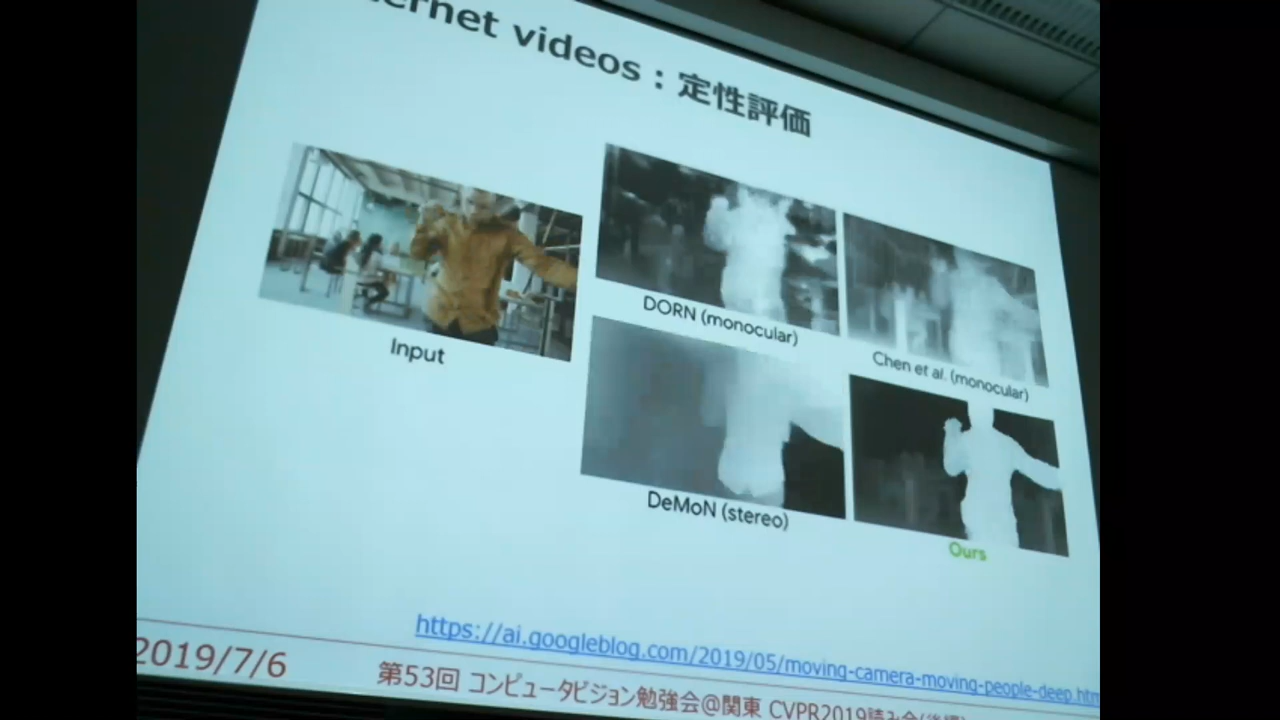 ernet videos : 定性評価
Input
DORN (monocular)
Chen et al. (monocular)
DeMoN (stereo)
Ours
https://ai.googleblog.com/2019/05/moving-camera-moving-people-deep.htm
2019/7/6
第53回 コンピュータビジョン勉強会@関東 CVPR2019読み会(後編)